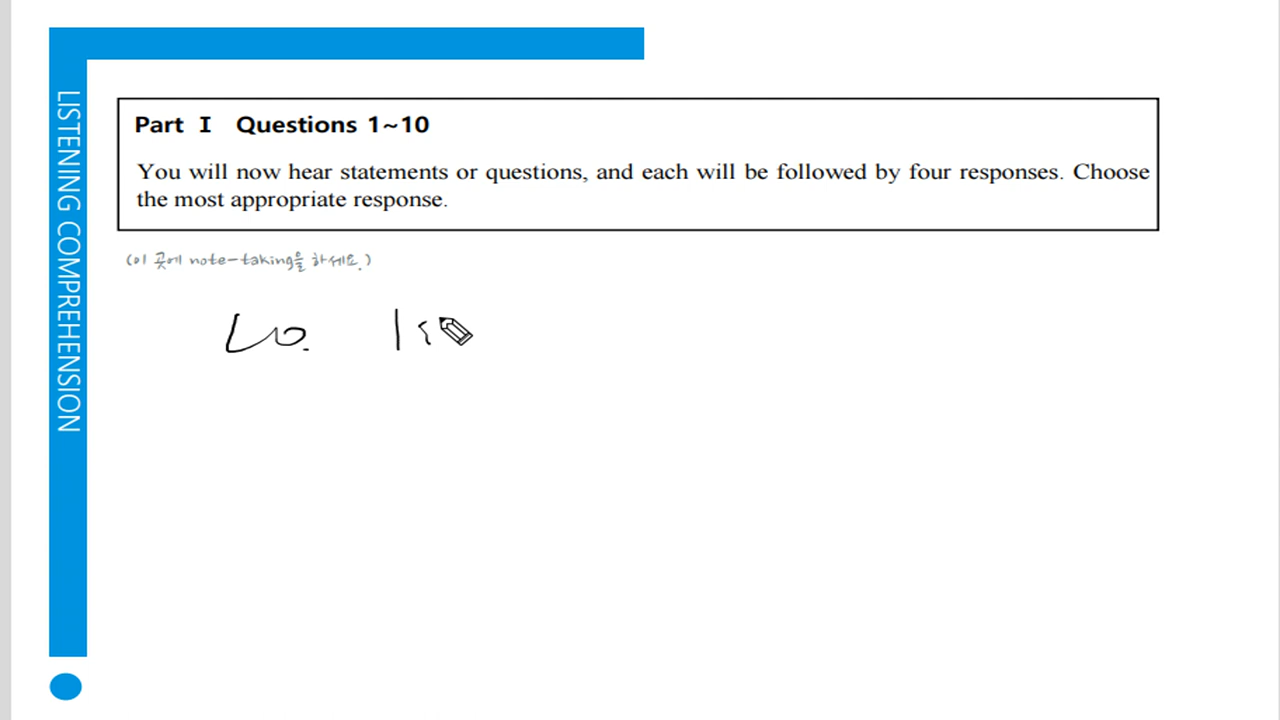 LISTENING COMPREHENSION
Part I Questions 1~10
You will now hear statements or questions, and each will be followed by four responses. Choose
the most appropriate response.
(이 곳에 note-taking을 하세요.)